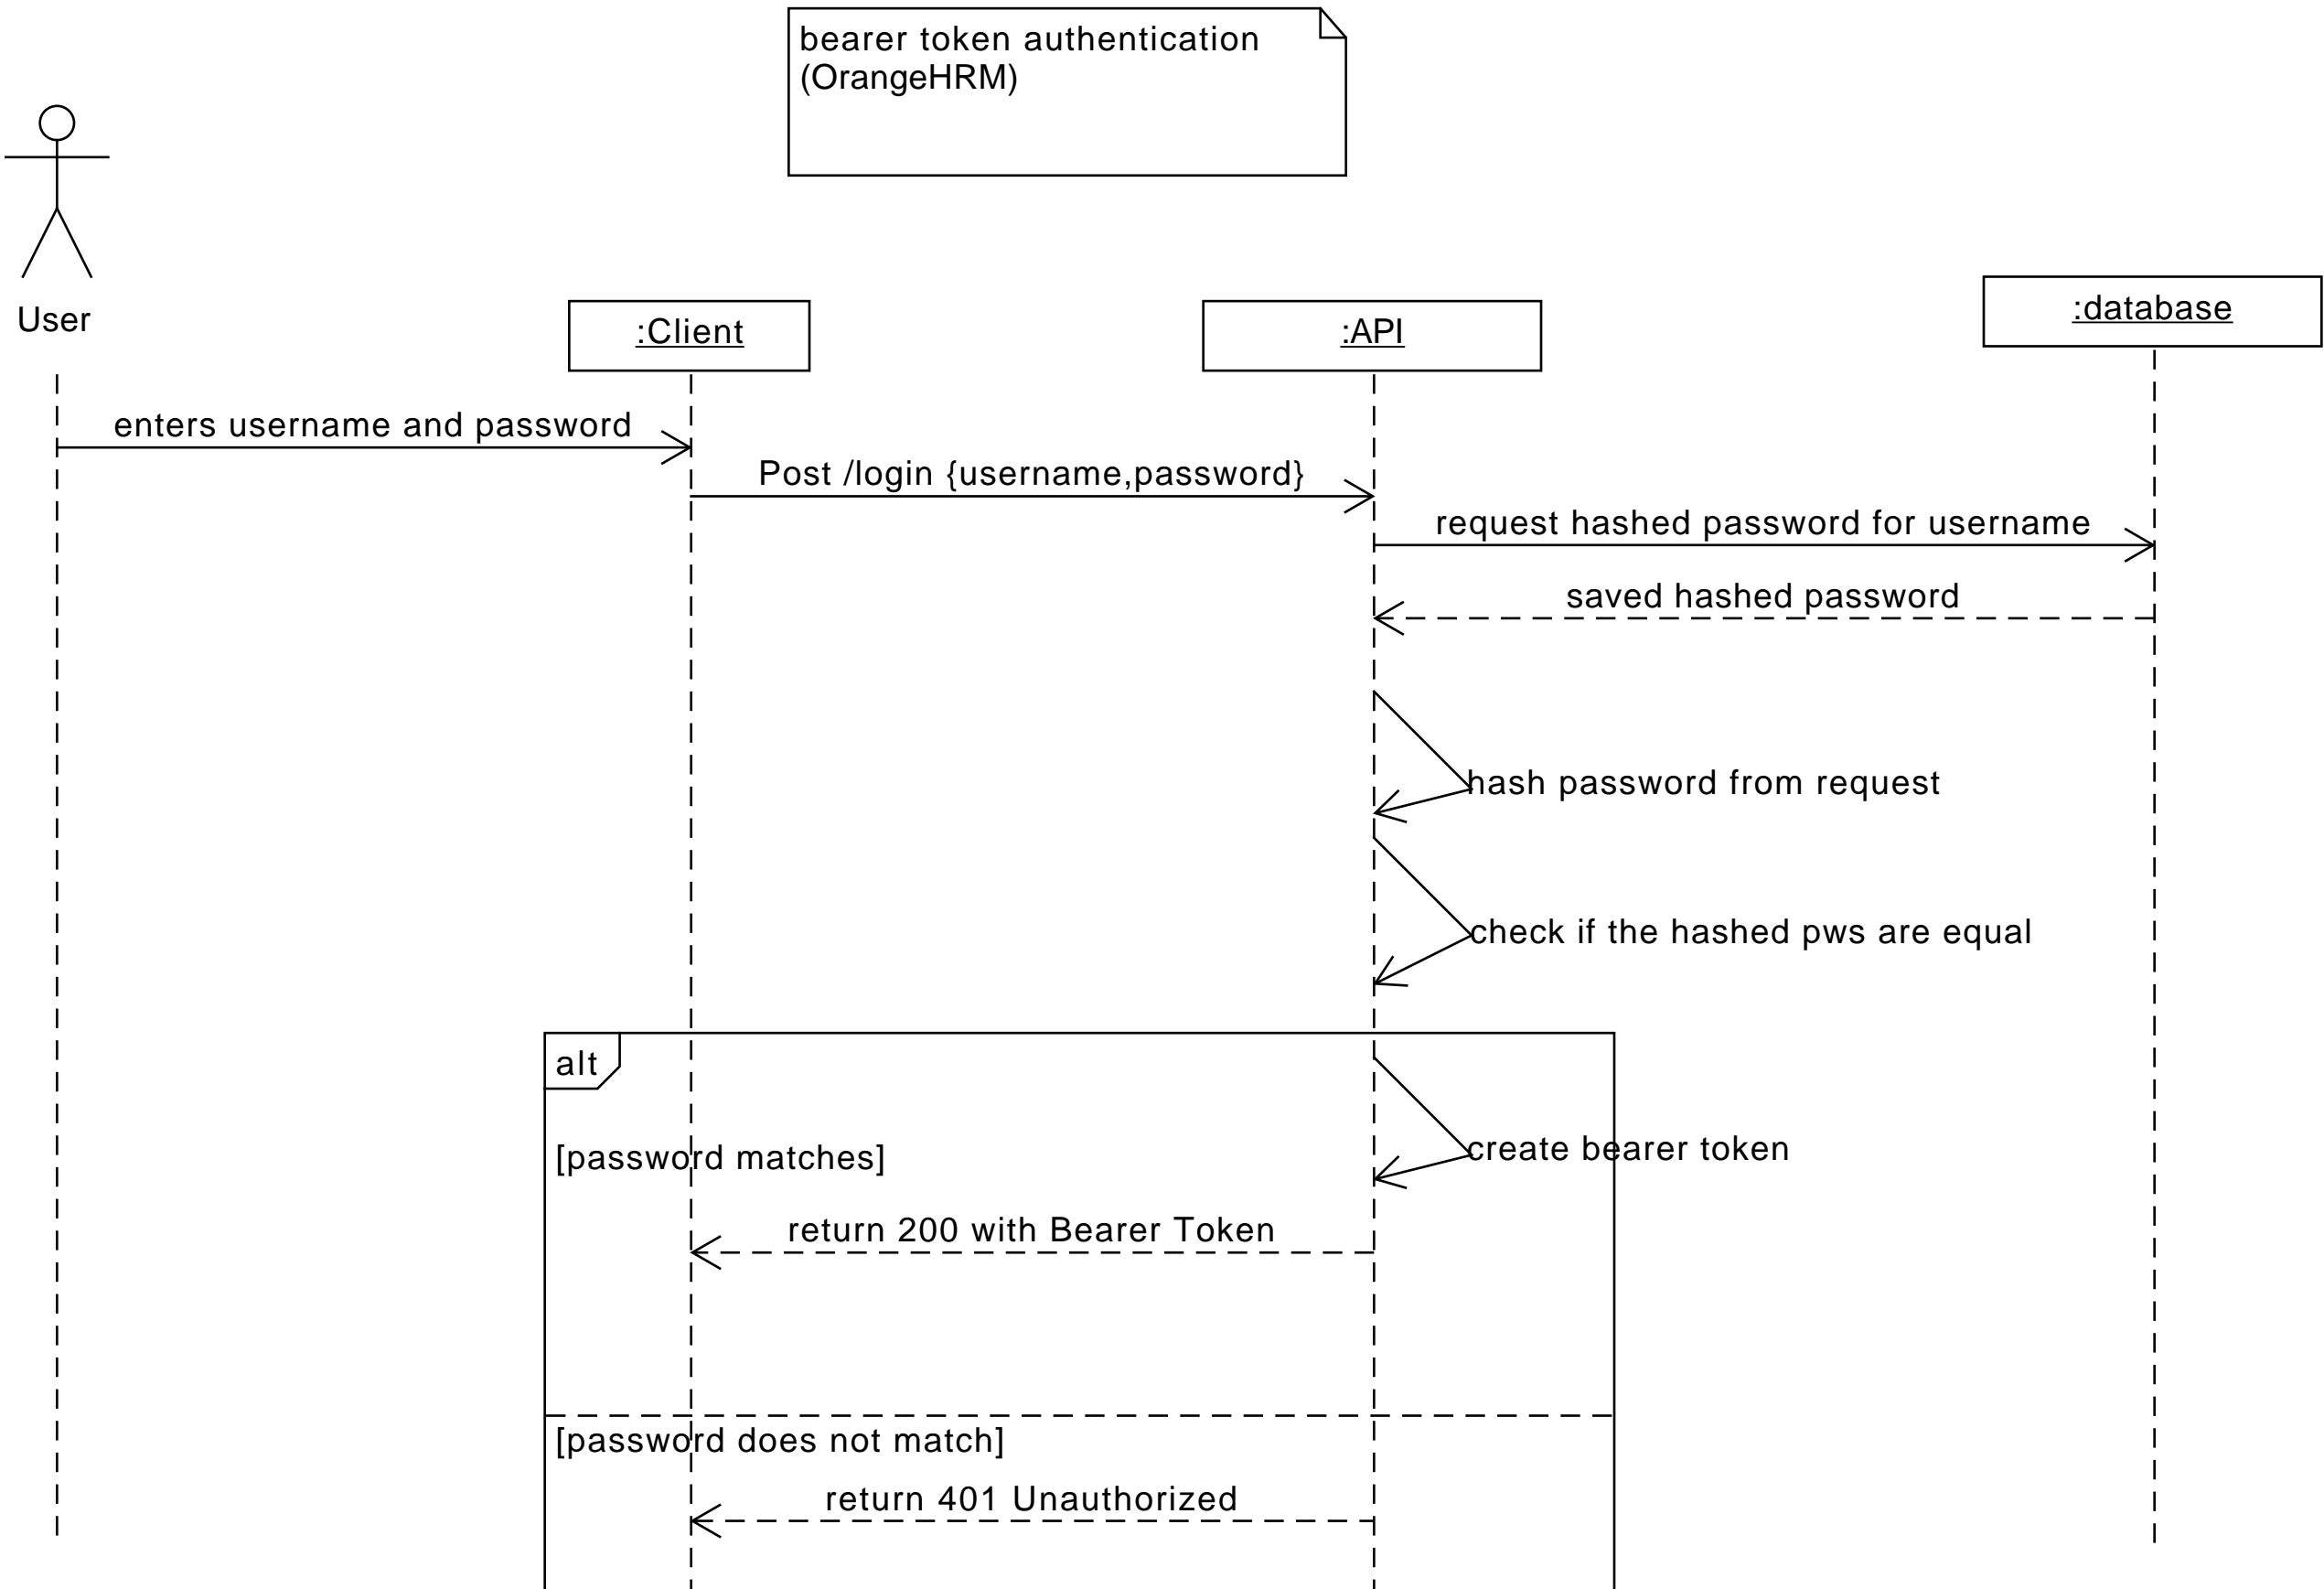 bearer token authentication
(OrangeHRM)
User
:Client
:API
:database
enters username and password
Post /login {username,password}
request hashed password for username
saved hashed password
hash password from request
check if the hashed pws are equal
alt
[password matches]
create bearer token
return 200 with Bearer Token
[password does not match]
return 401 Unauthorized